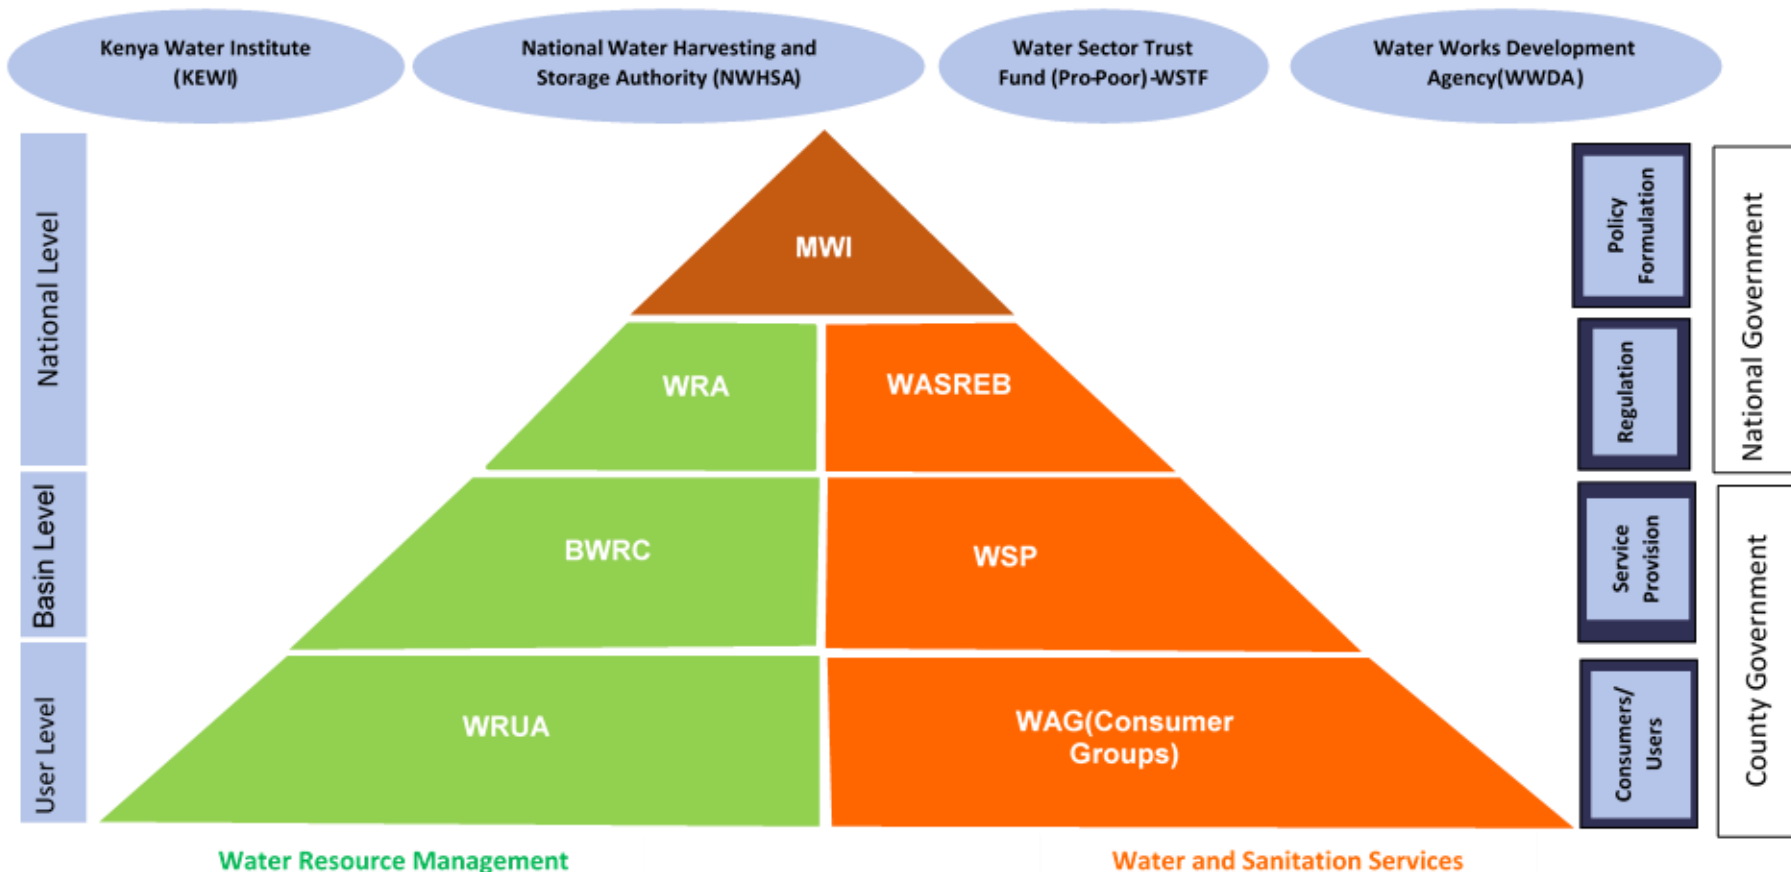 Kenya Water Institute
(KEWI)
National Water Harvesting and
Storage Authority (NWHSA)
Water Sector Trust
Fund (Pro-Poor)-WSTF
Water Works Development
Agency(WWDA)
National Level
Basin Level
User Level
MWI
WRA
WASREB
BWRC
WSP
WRUA
WAG(Consumer
Groups)
Policy
Formulation
Regulation
Service
Provision
Consumers/
Users
National Government
County Government
Water Resource Management
Water and Sanitation Services